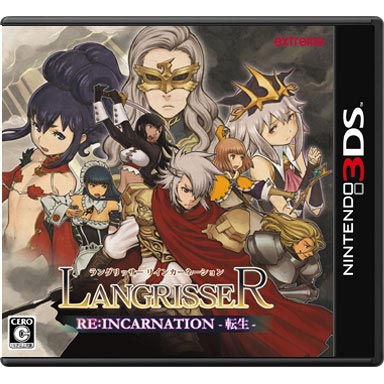 extreme
NINTENDO 3DS
ラングリッサー リインカーネーション
LANGRISSER
RE:INCARNATION -転生-
CERO
C